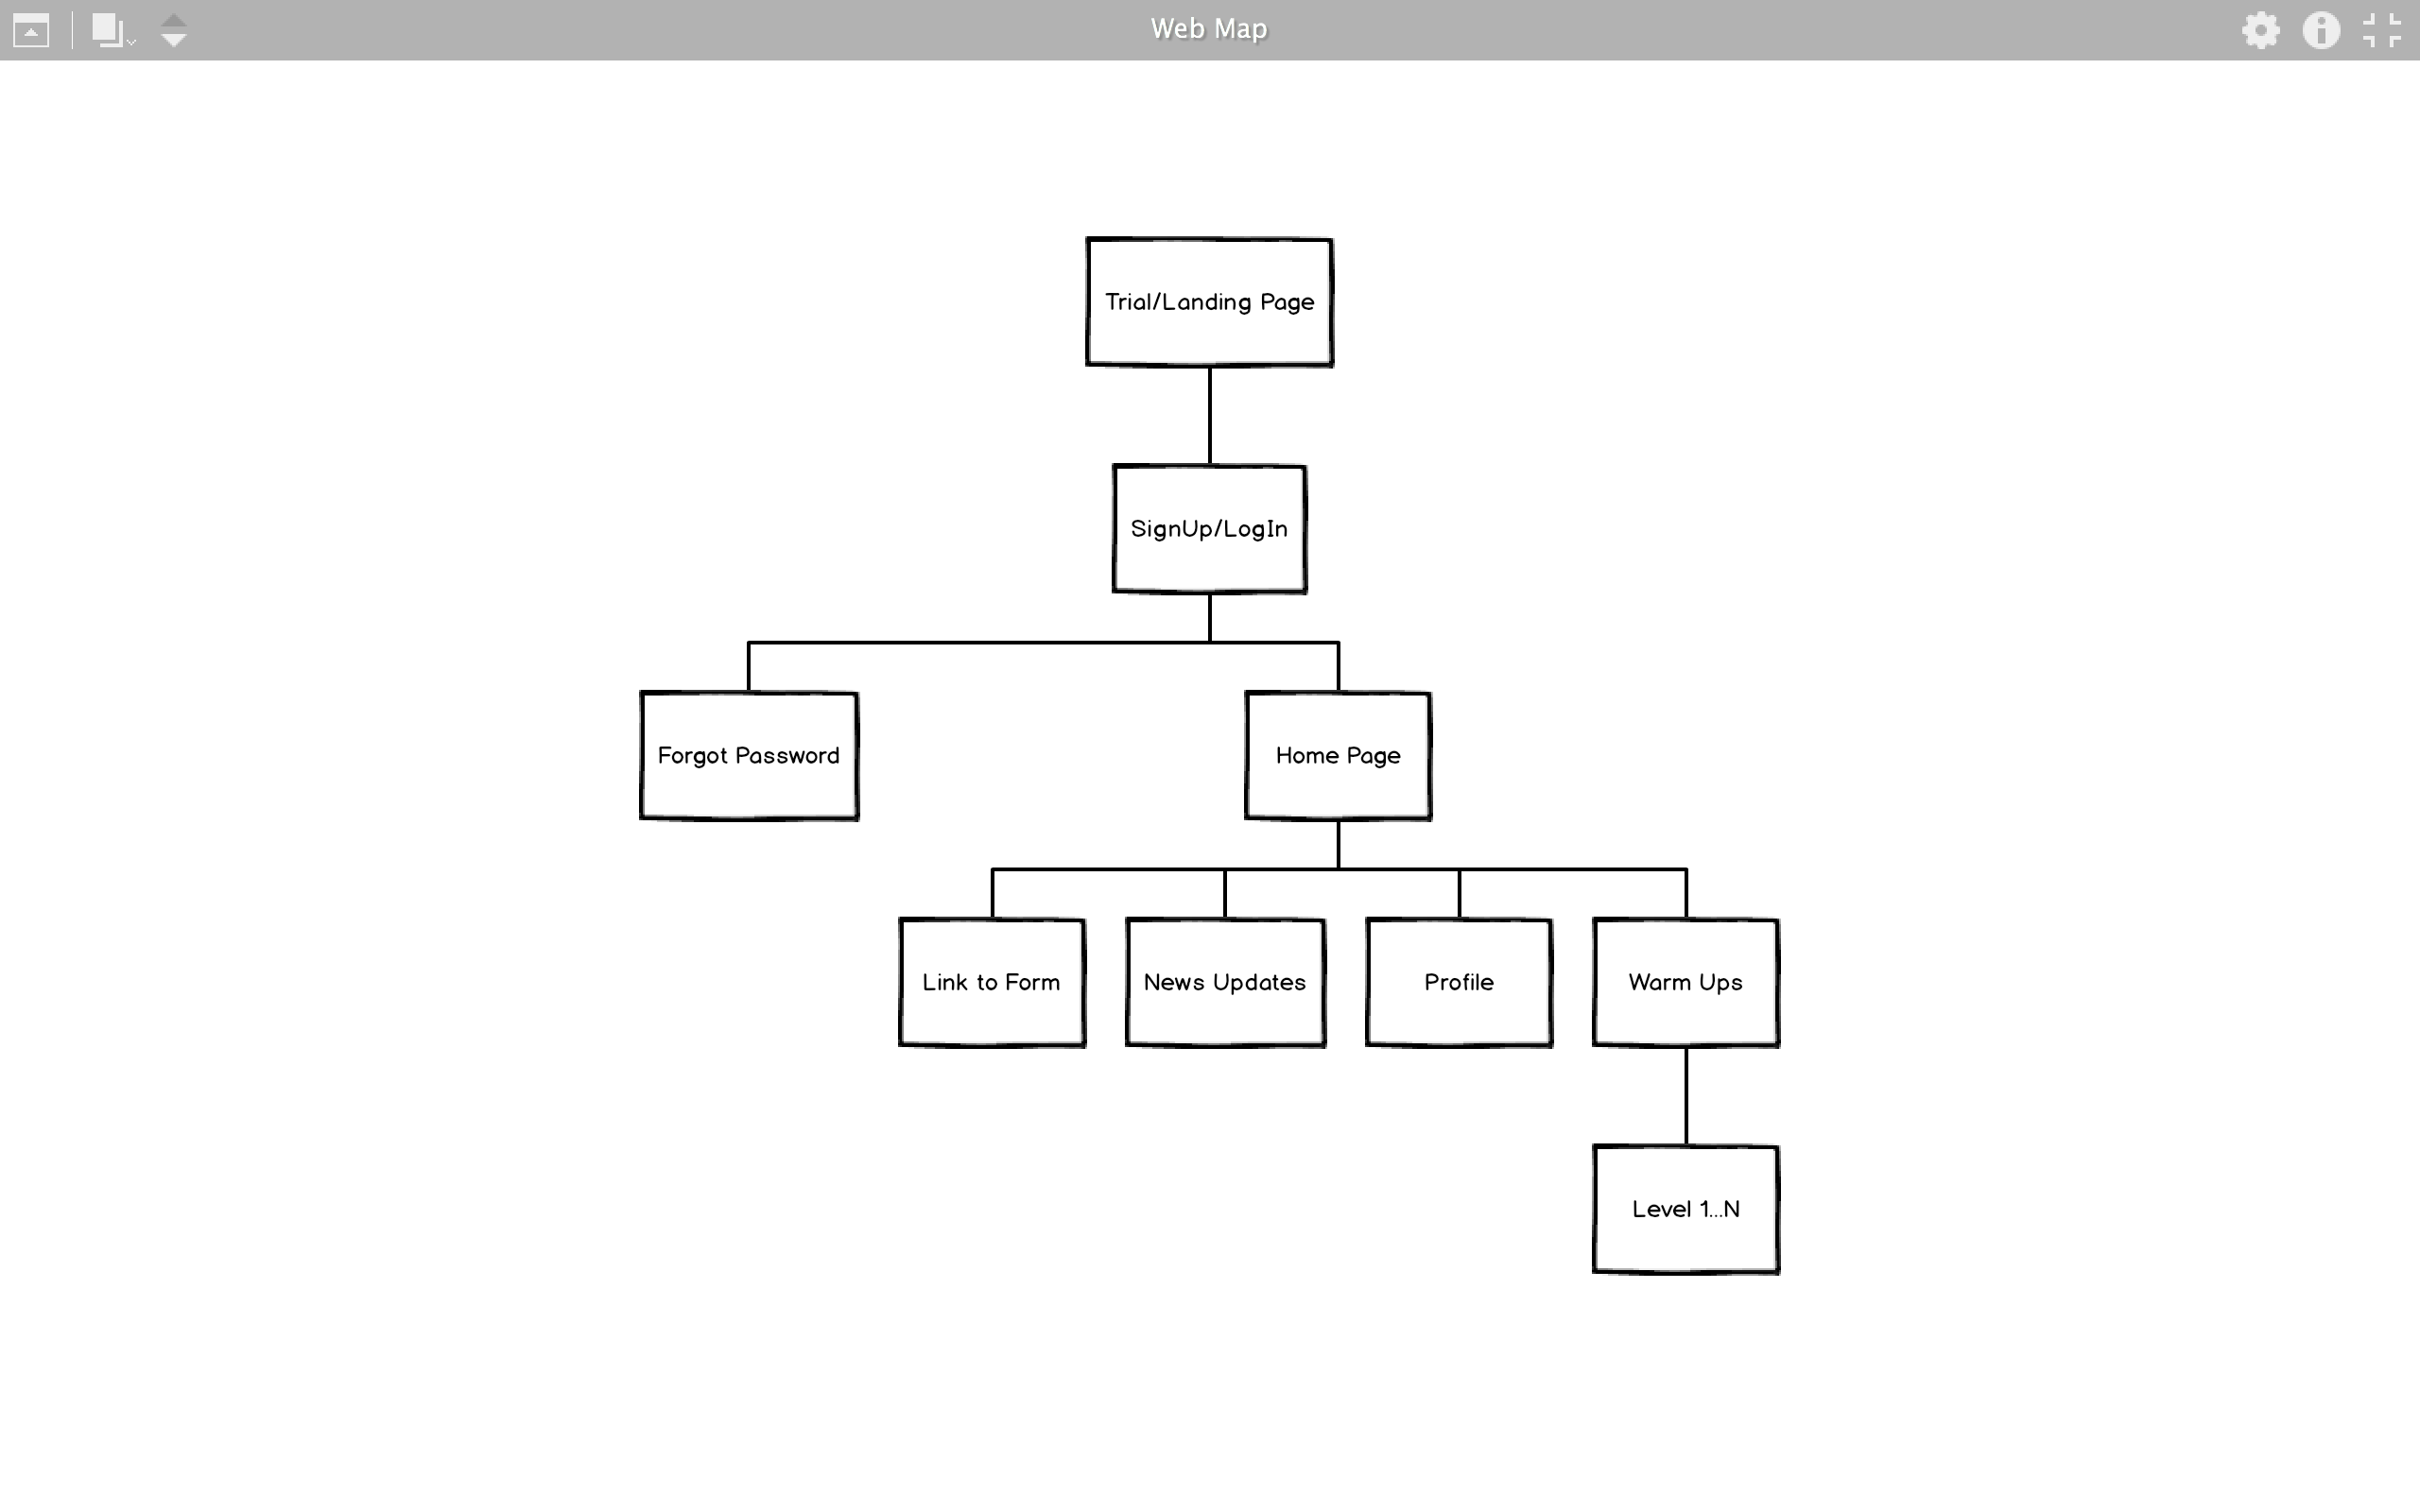 Web Map
Trial/Landing Page
SignUp/LogIn
Forgot Password
Home Page
Link to Form
News Updates
Profile
Warm Ups
Level 1...N